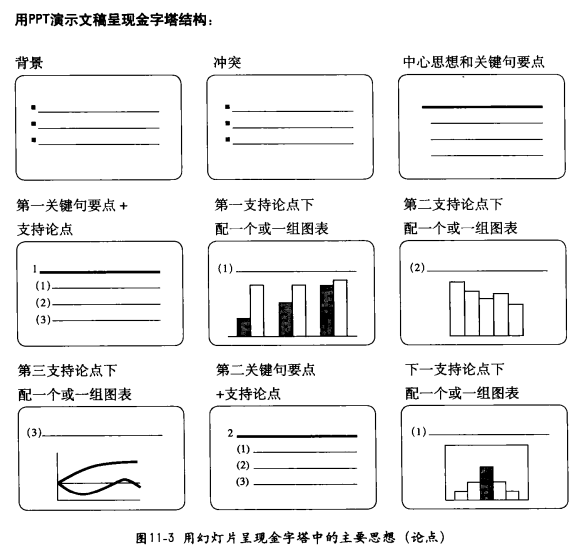 用PPT演示文稿呈现金字塔结构：
背景
冲突
中心思想和关键句要点
第一关键句要点+
支持论点
1
(1)
(2)
(3)
第一支持论点下
配一个或一组图表
(1)
第二支持论点下
配一个或一组图表
(2)
第三支持论点下
配一个或一组图表
(3)
第二关键句要点
+支持论点
2
(1)
(2)
(3)
下一支持论点下
配一个或一组图表
(1)
图11-3 用幻灯片呈现金字塔中的主要思想（论点）